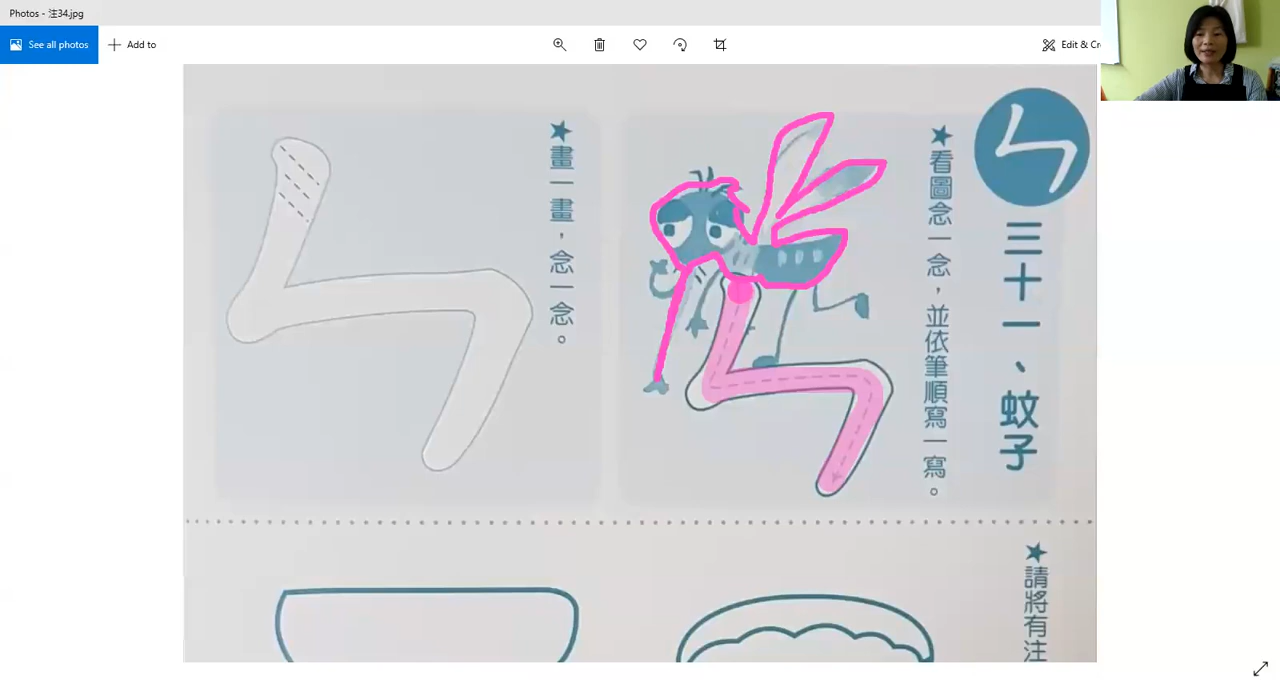 Photos - 注34.jpg
See all photos
Add to
Edit & Cr
ㄣ
三十一、蚊子
★看圖念一念，並依筆順寫一寫。
★畫一畫，念一念。
★請將有注